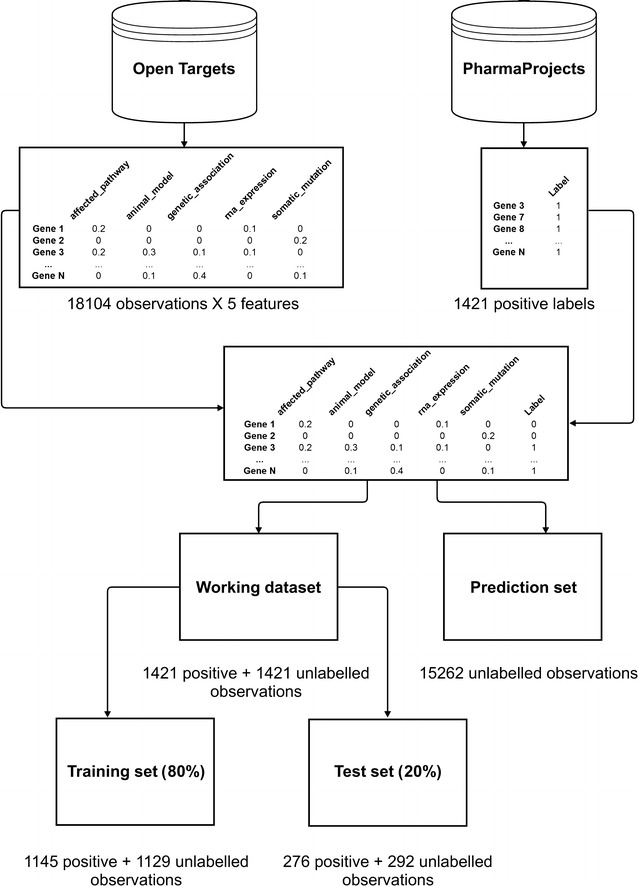 Open Targets
PharmaProjects
affected_pathway animal_model genetic_association rna_expression somatic_mutation
Gene 1 0.2 0 0 0.1 0
Gene 2 0 0 0 0 0.2
Gene 3 0.2 0.3 0.1 0.1 0
... ... ... ... ... ...
Gene N 0 0.1 0.4 0 0.1
18104 observations X 5 features
Label
Gene 3 1
Gene 7 1
Gene 8 1
... ...
Gene N 1
1421 positive labels
affected_pathway animal_model genetic_association rna_expression somatic_mutation Label
Gene 1 0.2 0 0 0.1 0 0
Gene 2 0 0 0 0 0.2 0
Gene 3 0.2 0.3 0.1 0.1 0 1
... ... ... ... ... ... ...
Gene N 0 0.1 0.4 0 0.1 1
Working dataset
Prediction set
1421 positive + 1421 unlabelled
observations
15262 unlabelled observations
Training set (80%)
Test set (20%)
1145 positive + 1129 unlabelled
observations
276 positive + 292 unlabelled
observations